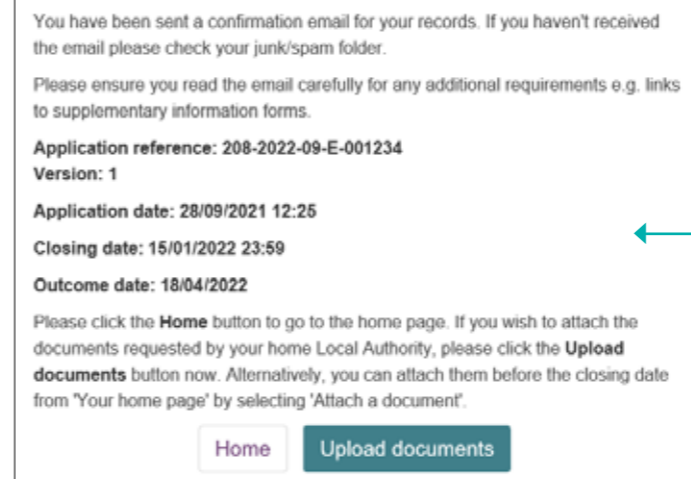 You have been sent a confirmation email for your records. If you haven't received
the email please check your junk/spam folder.
Please ensure you read the email carefully for any additional requirements e.g. links
to supplementary information forms.
Application reference: 208-2022-09-E-001234
Version: 1
Application date: 28/09/2021 12:25
Closing date: 15/01/2022 23:59
Outcome date: 18/04/2022
Please click the Home button to go to the home page. If you wish to attach the
documents requested by your home Local Authority, please click the Upload
documents button now. Alternatively, you can attach them before the closing date
from 'Your home page' by selecting 'Attach a document'.
Home Upload documents